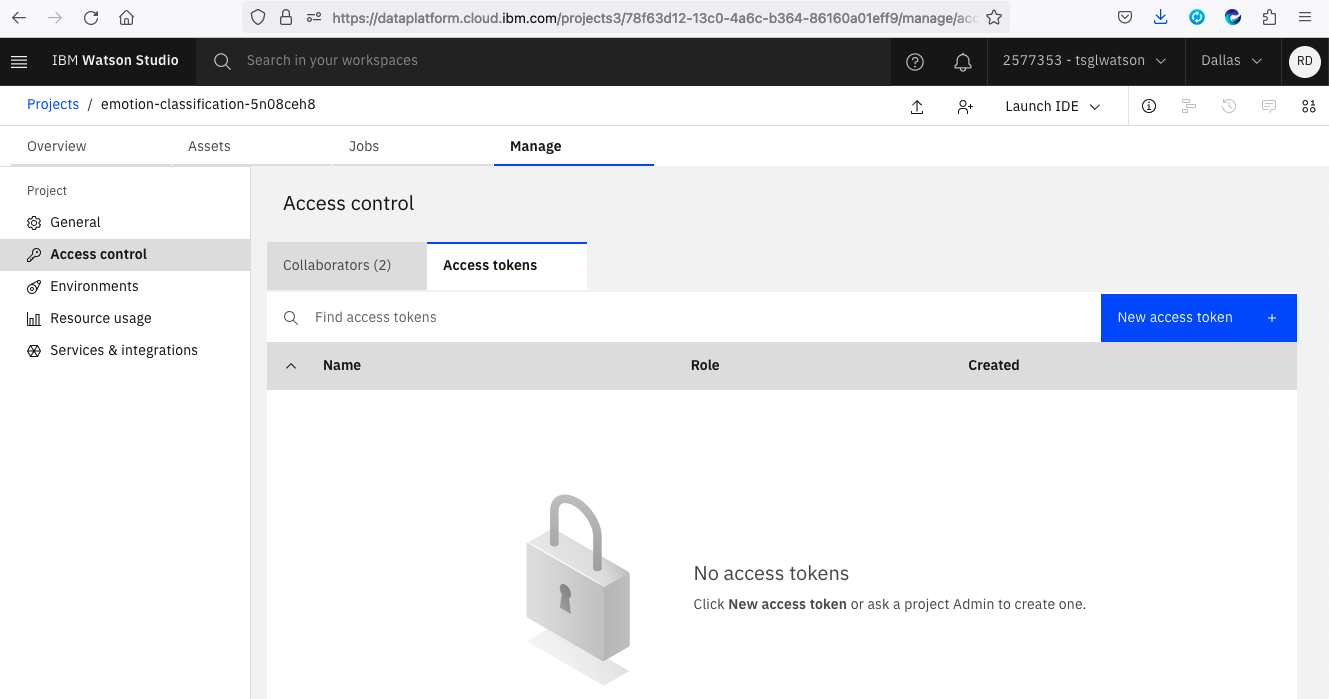 https://dataplatform.cloud.ibm.com/projects3/78f63d12-13c0-4a6c-b364-86160a01eff9/manage/acc
IBM Watson Studio
Search in your workspaces
2577353 - tsglwatson
Dallas
RD
Projects / emotion-classification-5n08ceh8
Launch IDE
Overview
Assets
Jobs
Manage
Project
General
Access control
Environments
Resource usage
Services & integrations
Access control
Collaborators (2)
Access tokens
Find access tokens
New access token +
Name
Role
Created
No access tokens
Click New access token or ask a project Admin to create one.